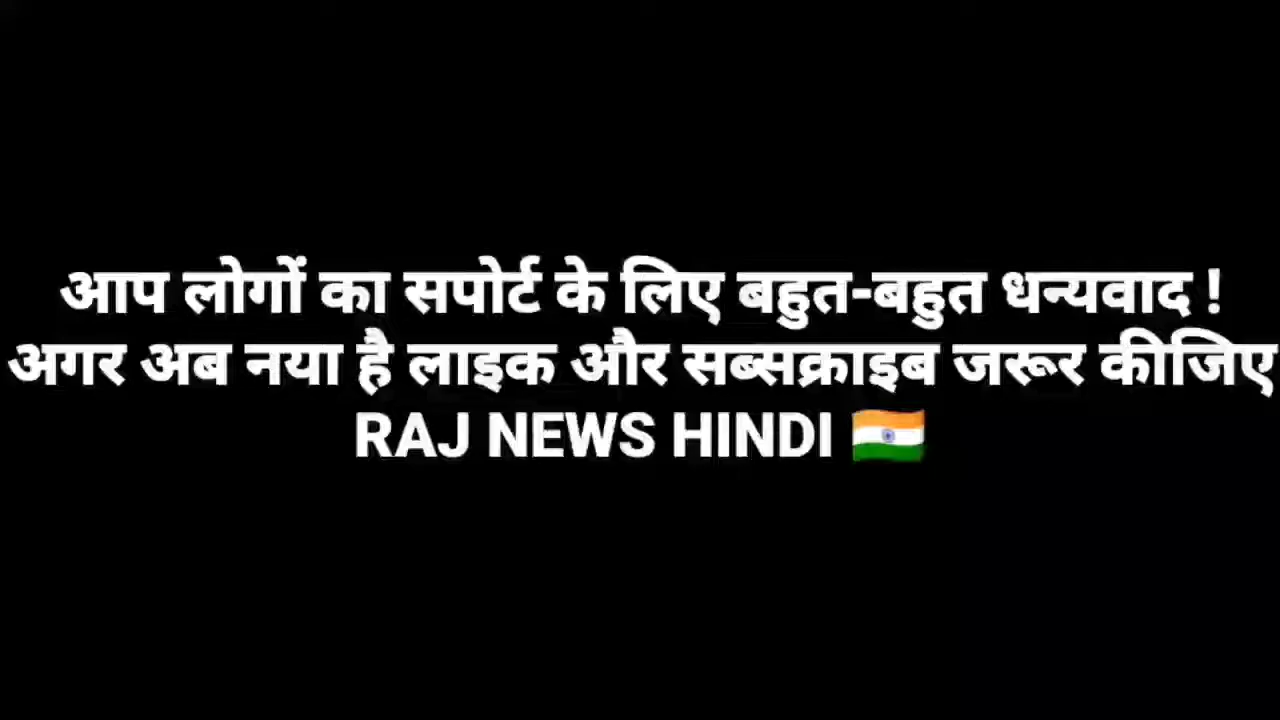 आप लोगों का सपोर्ट के लिए बहुत-बहुत धन्यवाद !
अगर अब नया है लाइक और सब्सक्राइब जरूर कीजिए
RAJ NEWS HINDI 🇮🇳